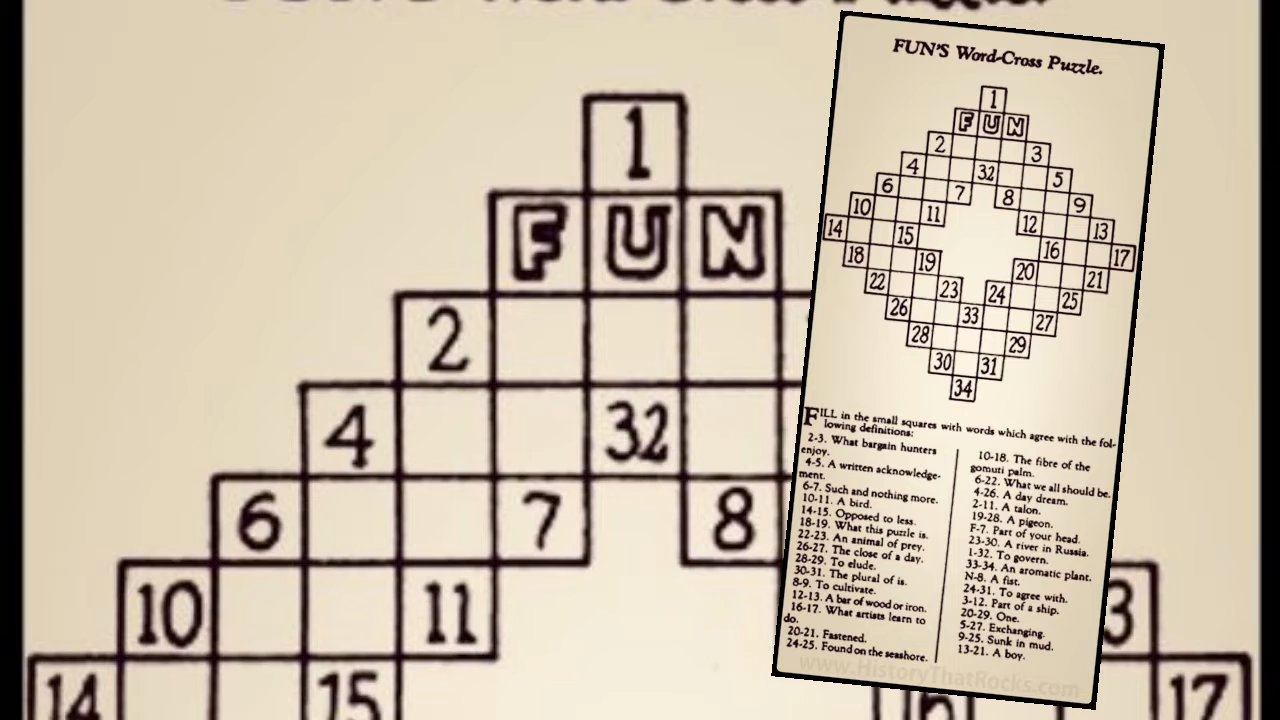 1
F U N
2
4 32
6 7 8
10 11
14 15 16 17
FUN'S Word-Cross Puzzle.
1
F U N
2 3
4 32 5
6 7 8 9
10 11 12 13
14 15 16 17
18 19 20 21
22 23 24 25
26 33 27
28 29
30 31
34
FILL in the small squares with words which agree with the fol-
lowing definitions:
2-3. What bargain hunters
enjoy.
4-5. A written acknowledge-
ment.
6-7. Such and nothing more.
10-11. A bird.
14-15. Opposed to less.
18-19. What this puzzle is.
22-23. An animal of prey.
26-27. The close of a day.
28-29. To elude.
30-31. The plural of is.
8-9. To cultivate.
12-13. A bar of wood or iron.
16-17. What artists learn to
do.
20-21. Fastened.
24-25. Found on the seashore.
10-18. The fibre of the
gomuti palm.
6-22. What we all should be.
4-26. A day dream.
2-11. A talon.
19-28. A pigeon.
F-7. Part of your head.
23-30. A river in Russia.
1-32. To govern.
33-34. An aromatic plant.
N-8. A fist.
24-31. To agree with.
3-12. Part of a ship.
20-29. One.
5-27. Exchanging.
9-25. Sunk in mud.
13-21. A boy.
www.HistoryThatRocks.com